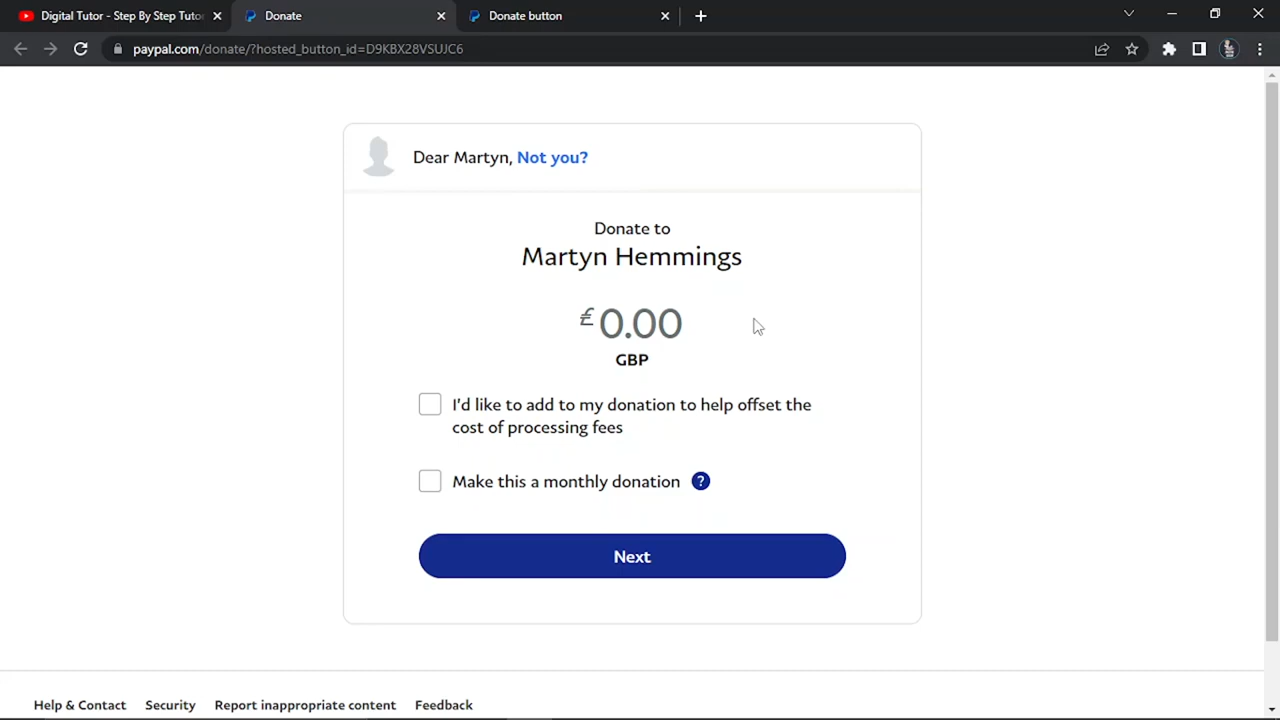 Digital Tutor - Step By Step Tutor
Donate
Donate button
paypal.com/donate/?hosted_button_id=D9KBX28VSUJC6
Dear Martyn, Not you?
Donate to
Martyn Hemmings
£0.00
GBP
I'd like to add to my donation to help offset the
cost of processing fees
Make this a monthly donation ?
Next
Help & Contact Security Report inappropriate content Feedback